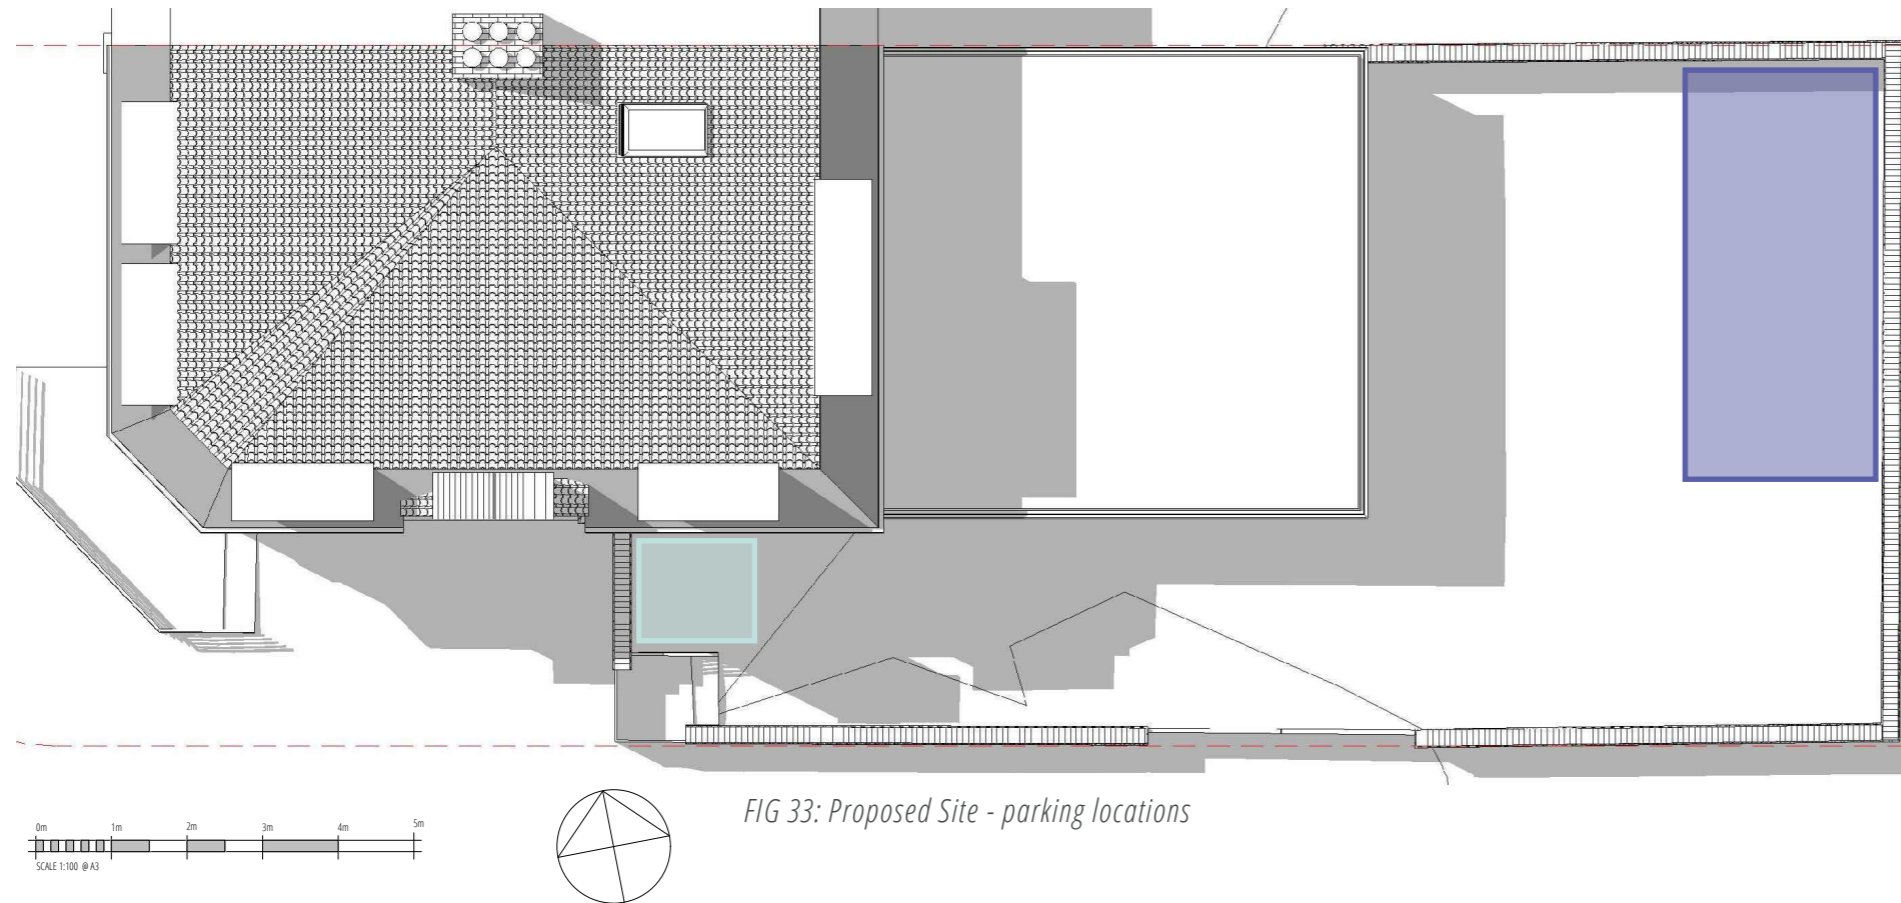 FIG 33: Proposed Site - parking locations
0m 1m 2m 3m 4m 5m
SCALE 1:100 @ A3